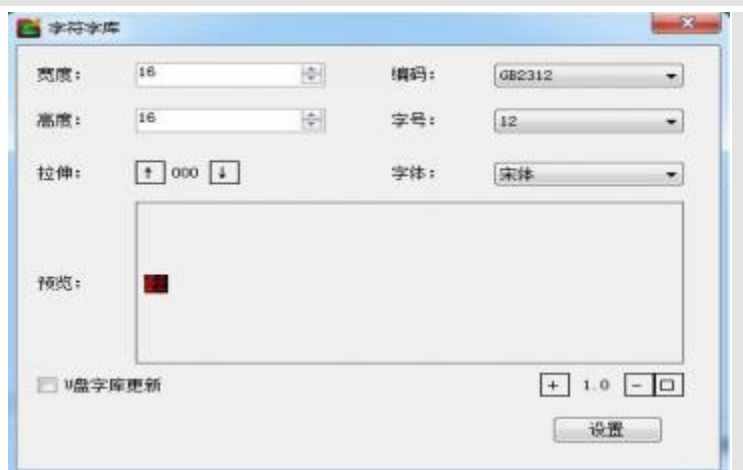 字符字库
宽度： 16 编码： GB2312
高度： 16 字号： 12
拉伸： ↑ 000 ↓ 字体： 宋体
预览：
U盘字库更新 + 1.0 -
设置